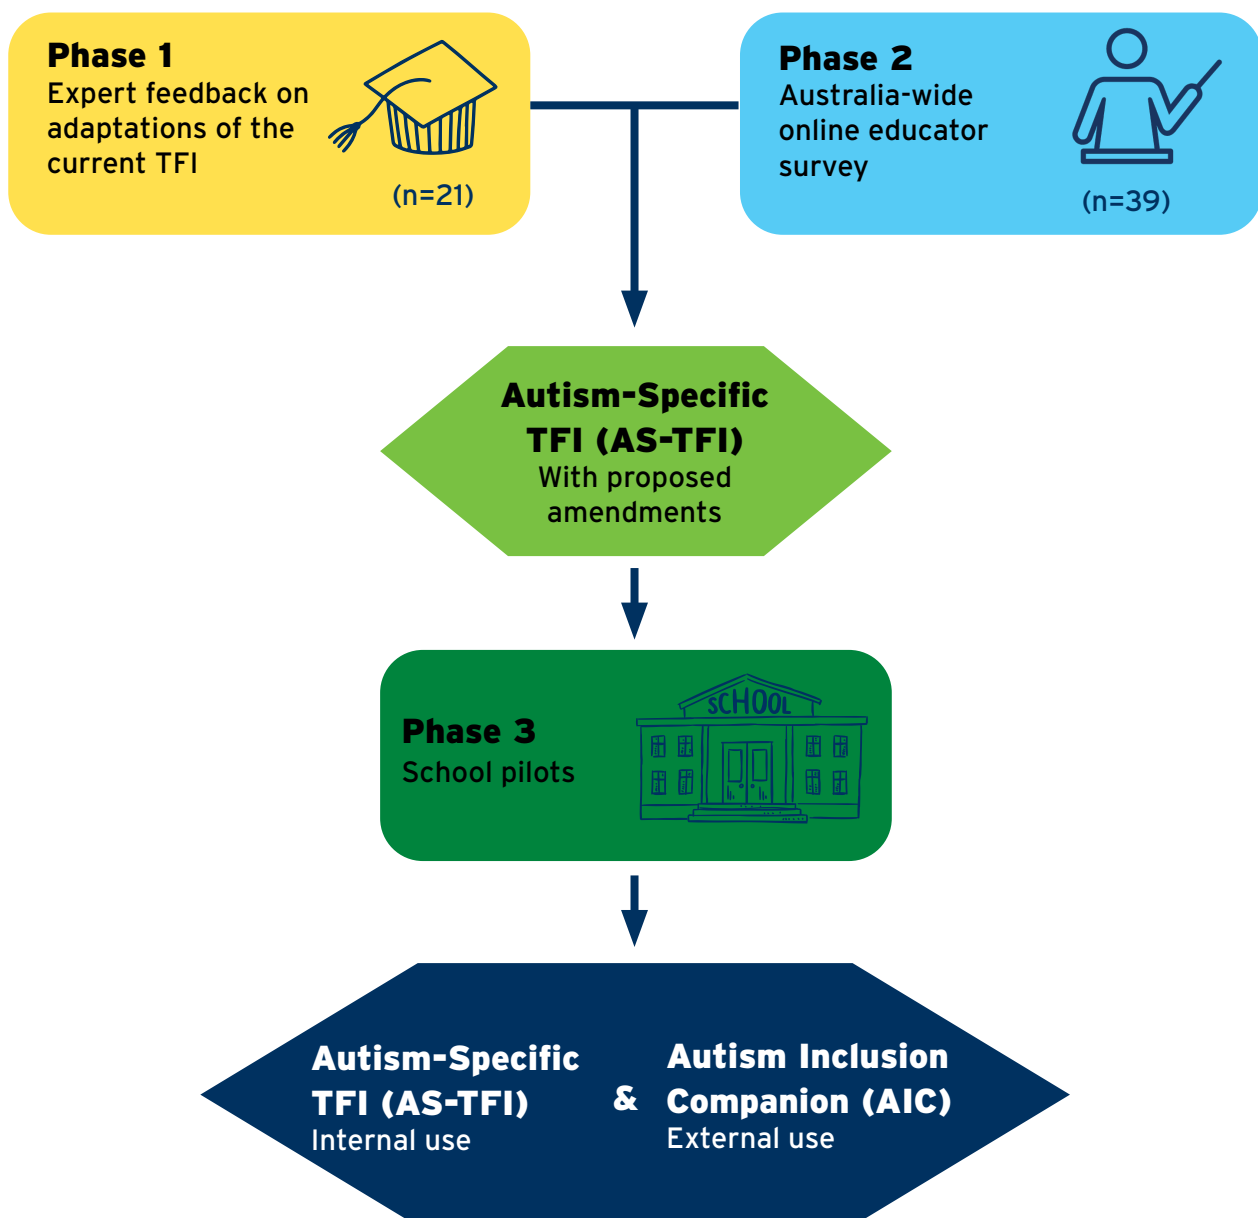 Phase 1
Expert feedback on
adaptations of the
current TFI
(n=21)
Phase 2
Australia-wide
online educator
survey
(n=39)
Autism-Specific
TFI (AS-TFI)
With proposed
amendments
Phase 3
School pilots
SCHOOL
Autism-Specific
TFI (AS-TFI)
Internal use
&
Autism Inclusion
Companion (AIC)
External use